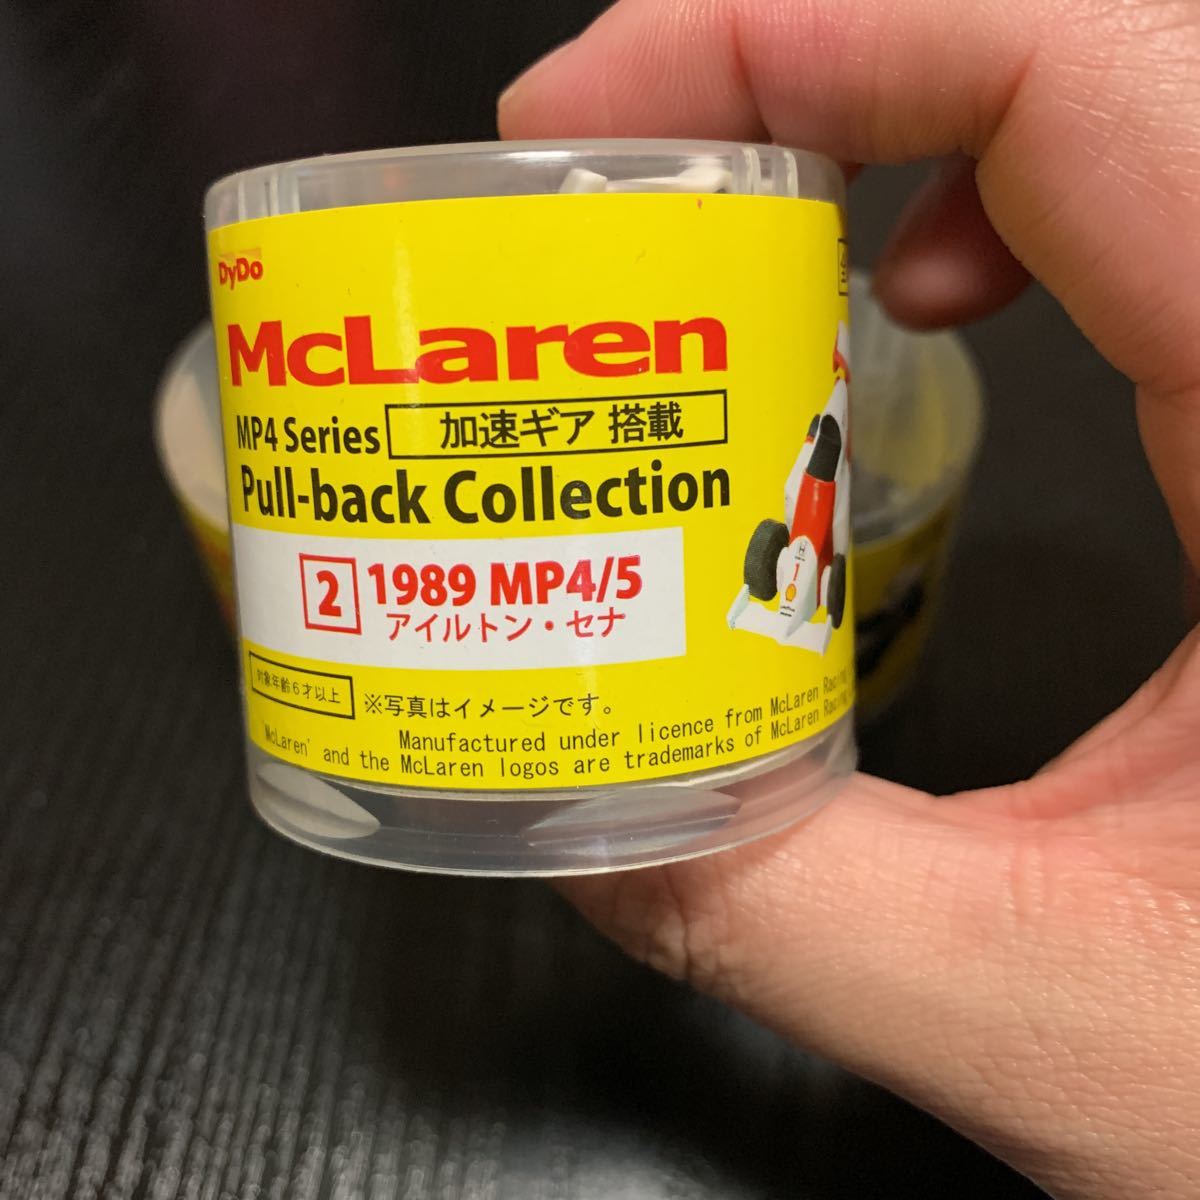 DyDo
McLaren
MP4 Series 加速ギア 搭載
Pull-back Collection
2 1989 MP4/5
アイルトン・セナ
対象年齢6才以上
※写真はイメージです。
Manufactured under licence from McLaren Racing
McLaren' and the McLaren logos are trademarks of McLaren Racing
1